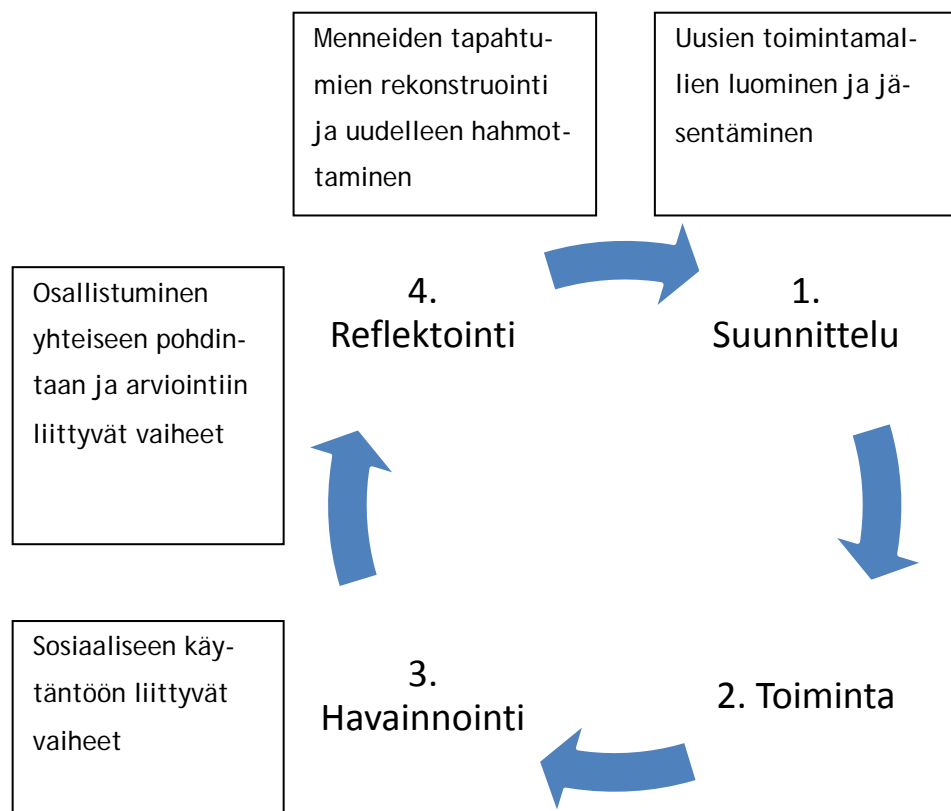 Menneiden tapahtu-
mien rekonstruointi
ja uudelleen hahmot-
taminen
Uusien toimintamal-
lien luominen ja jä-
sentäminen
Osallistuminen
yhteiseen pohdin-
taan ja arviointiin
liittyvät vaiheet
4.
Reflektointi
1.
Suunnittelu
Sosiaaliseen käy-
täntöön liittyvät
vaiheet
3.
Havainnointi
2. Toiminta